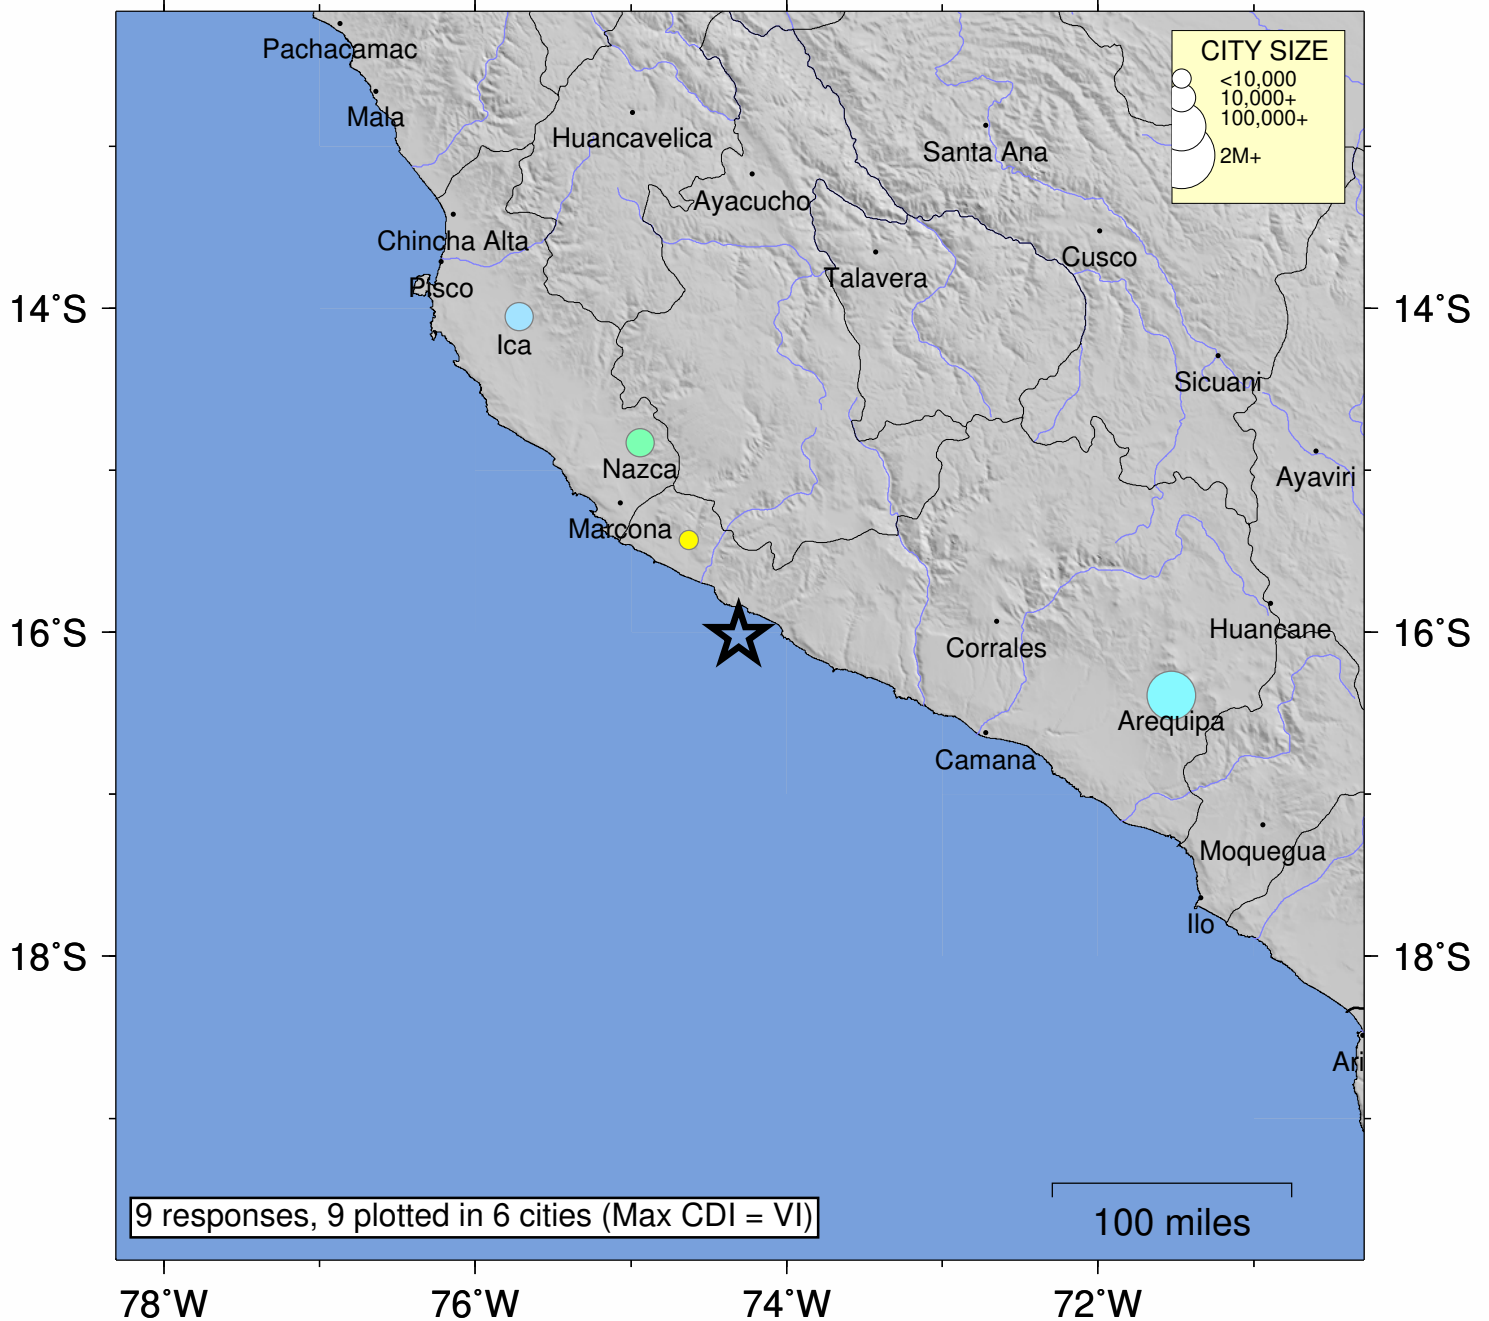 CITY SIZE
<10,000
10,000+
100,000+
2M+
Pachacamac
Mala
Huancavelica
Santa Ana
Ayacucho
Chincha Alta
Cusco
Talavera
Pisco
14°S
14°S
Ica
Sicuani
Nazca
Ayaviri
Marcona
16°S
Huancane
16°S
Corrales
Arequipa
Camana
Moquegua
Ilo
18°S
18°S
Ari
9 responses, 9 plotted in 6 cities (Max CDI = VI)
100 miles
78°W
76°W
74°W
72°W